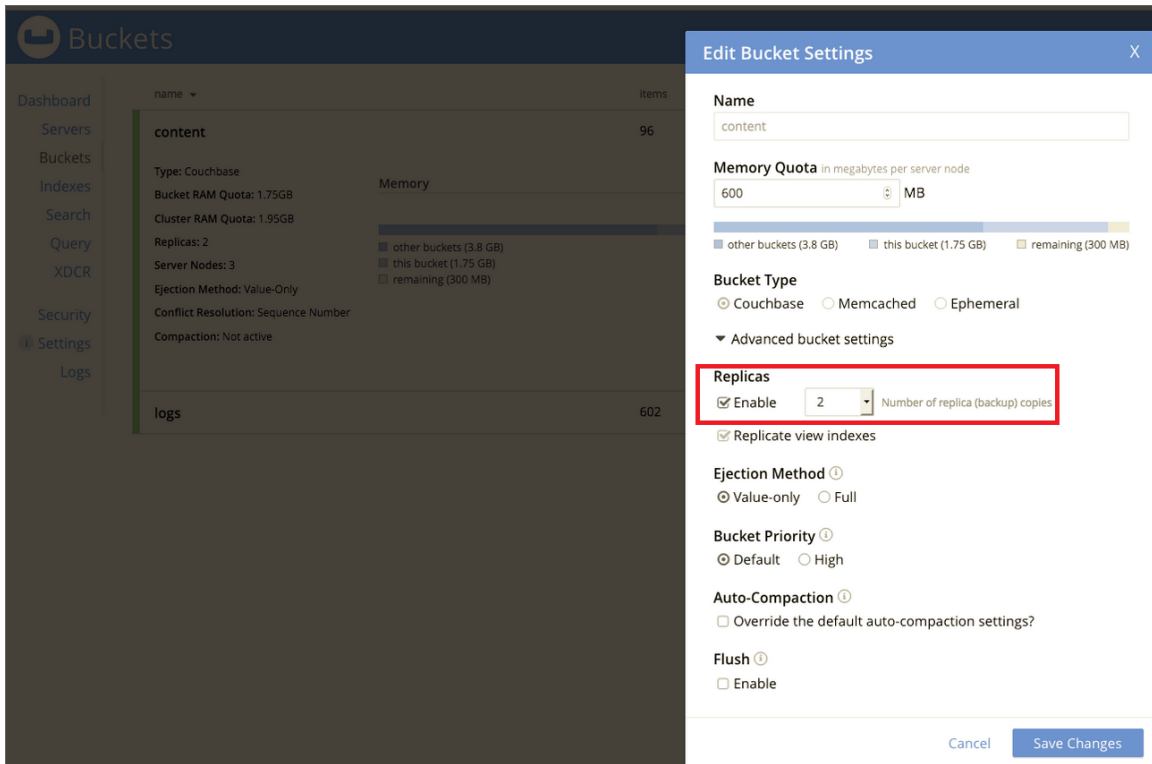 Buckets
Dashboard
Servers
Buckets
Indexes
Search
Query
XDCR
Security
Settings
Logs
name items
content 96
Type: Couchbase
Bucket RAM Quota: 1.75GB
Cluster RAM Quota: 1.95GB
Replicas: 2
Server Nodes: 3
Ejection Method: Value-Only
Conflict Resolution: Sequence Number
Compaction: Not active
Memory
other buckets (3.8 GB)
this bucket (1.75 GB)
remaining (300 MB)
logs 602
Edit Bucket Settings X
Name
content
Memory Quota in megabytes per server node
600 MB
other buckets (3.8 GB) this bucket (1.75 GB) remaining (300 MB)
Bucket Type
Couchbase Memcached Ephemeral
Advanced bucket settings
Replicas
Enable 2 Number of replica (backup) copies
Replicate view indexes
Ejection Method
Value-only Full
Bucket Priority
Default High
Auto-Compaction
Override the default auto-compaction settings?
Flush
Enable
Cancel Save Changes